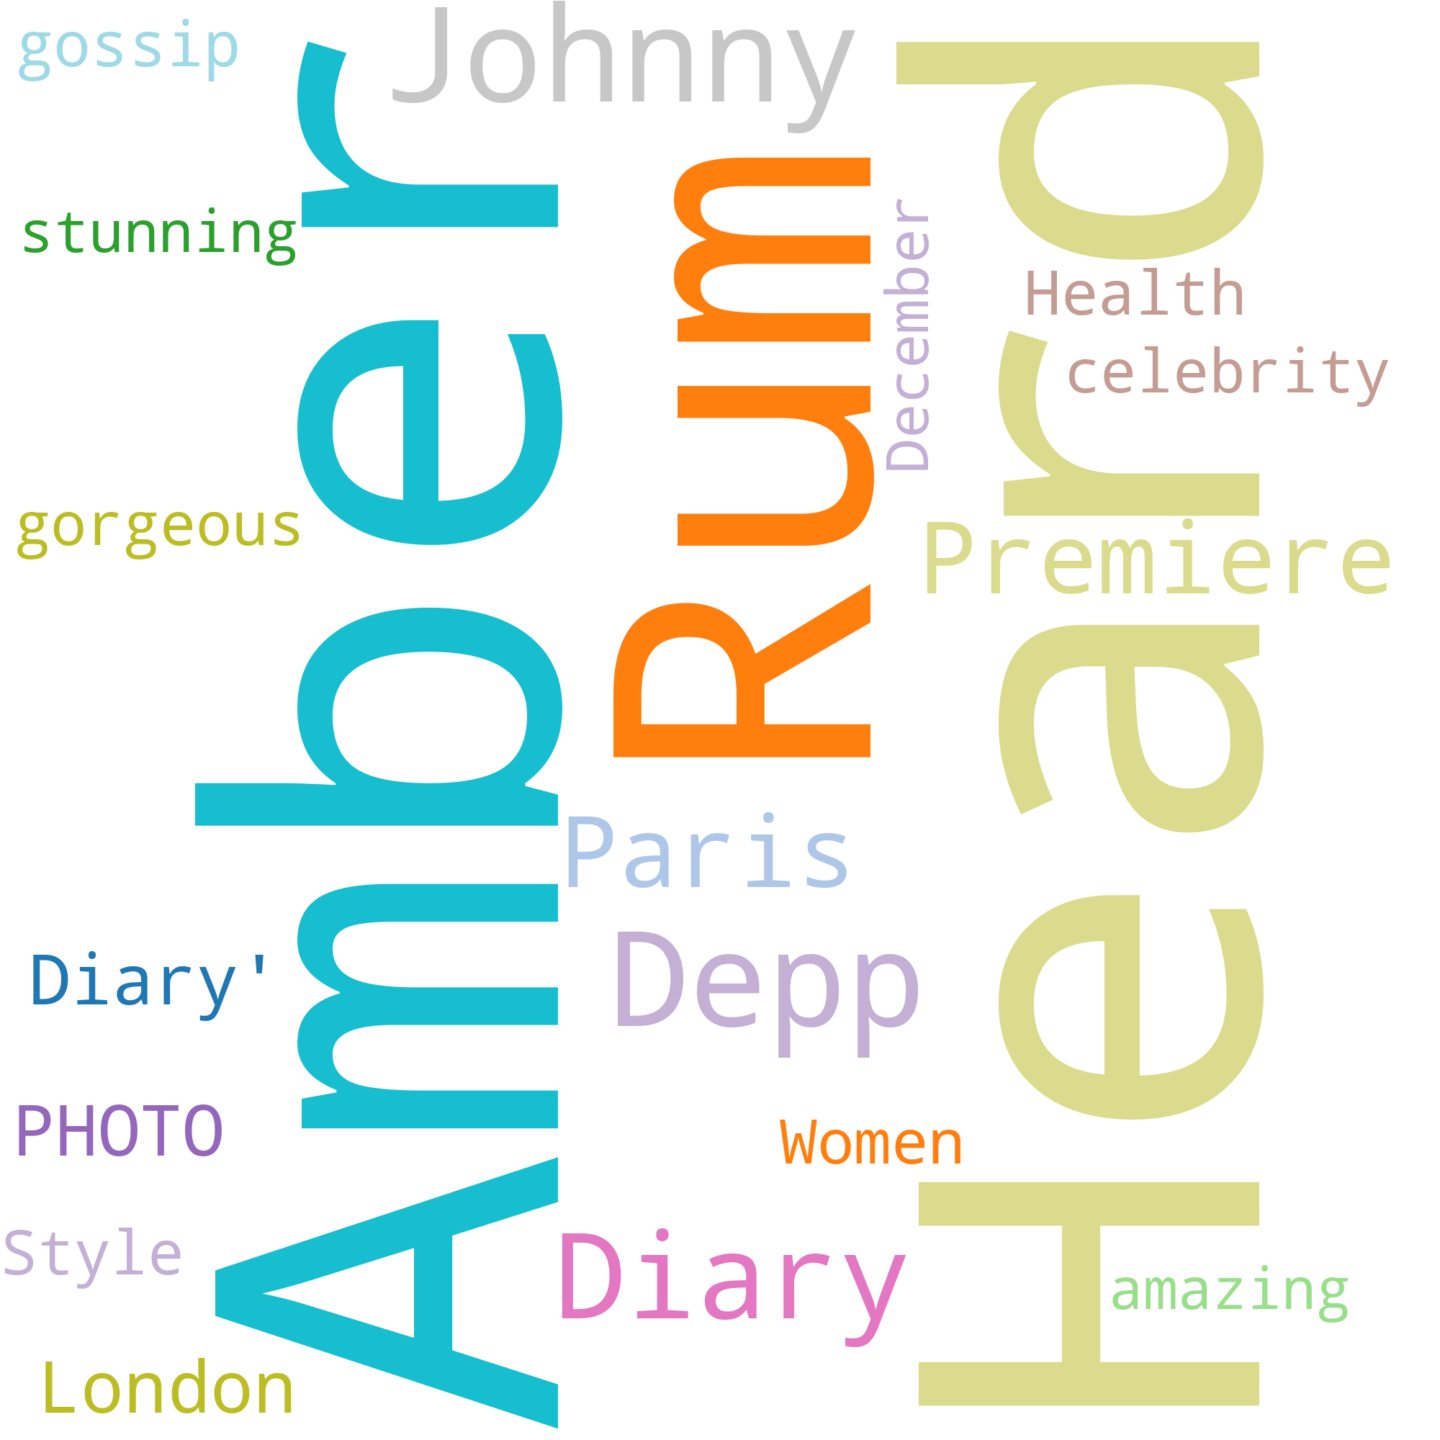 gossip
Johnny
stunning
Amber
Rum
Heard
December
Health
celebrity
gorgeous
Premiere
Paris
Diary'
Depp
PHOTO
Women
Style
Diary
amazing
London